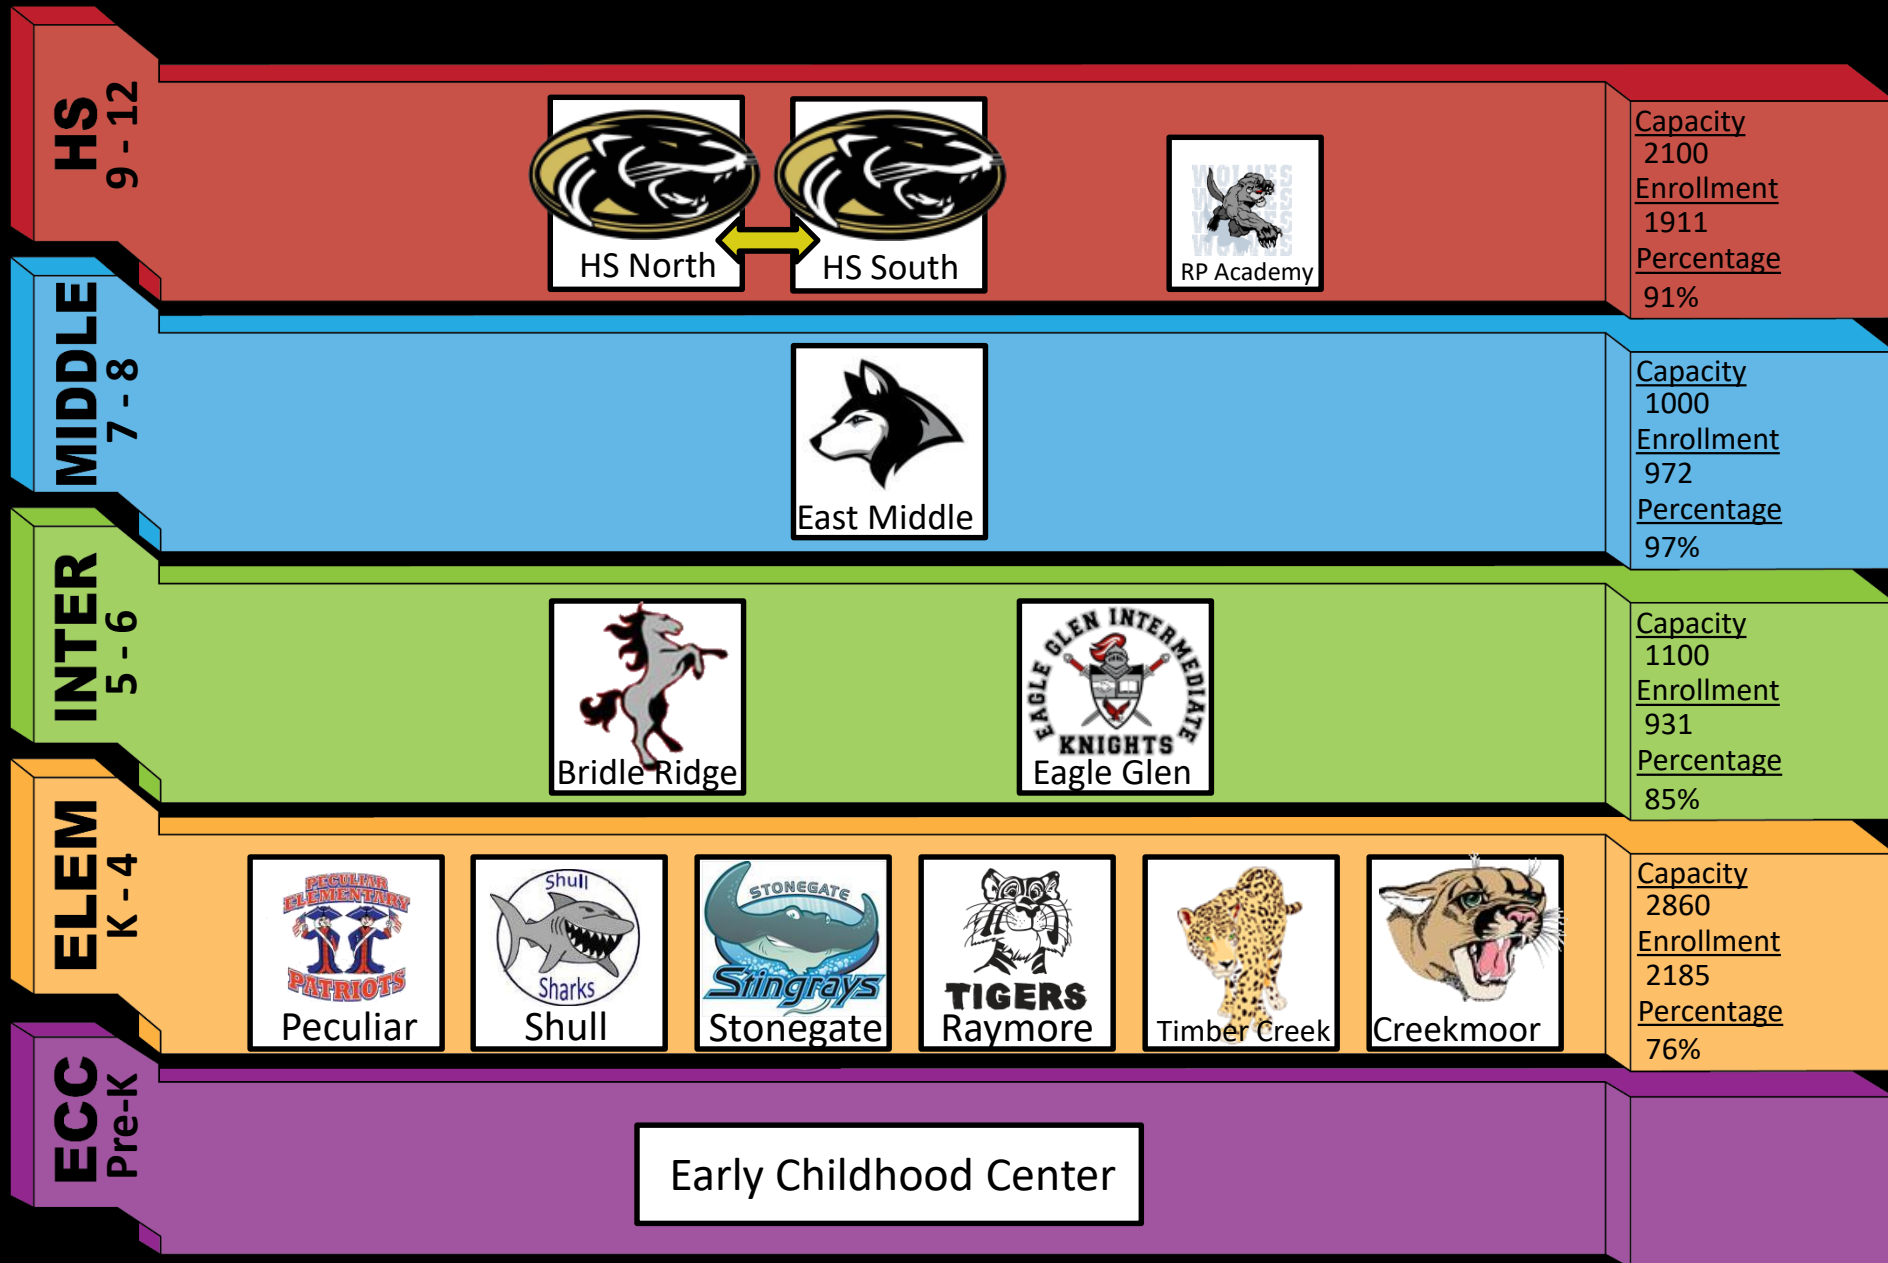 HS
9 - 12
HS North
HS South
WOLVES
RP Academy
Capacity
2100
Enrollment
1911
Percentage
91%
MIDDLE
7 - 8
East Middle
Capacity
1000
Enrollment
972
Percentage
97%
INTER
5 - 6
Bridle Ridge
EAGLE GLEN INTERMEDIATE
KNIGHTS
Eagle Glen
Capacity
1100
Enrollment
931
Percentage
85%
ELEM
K - 4
PECULIAR
ELEMENTARY
PATRIOTS
Peculiar
Shull
Sharks
Shull
STONEGATE
Stingrays
Stonegate
TIGERS
Raymore
Timber Creek
Creekmoor
Capacity
2860
Enrollment
2185
Percentage
76%
ECC
Pre-K
Early Childhood Center